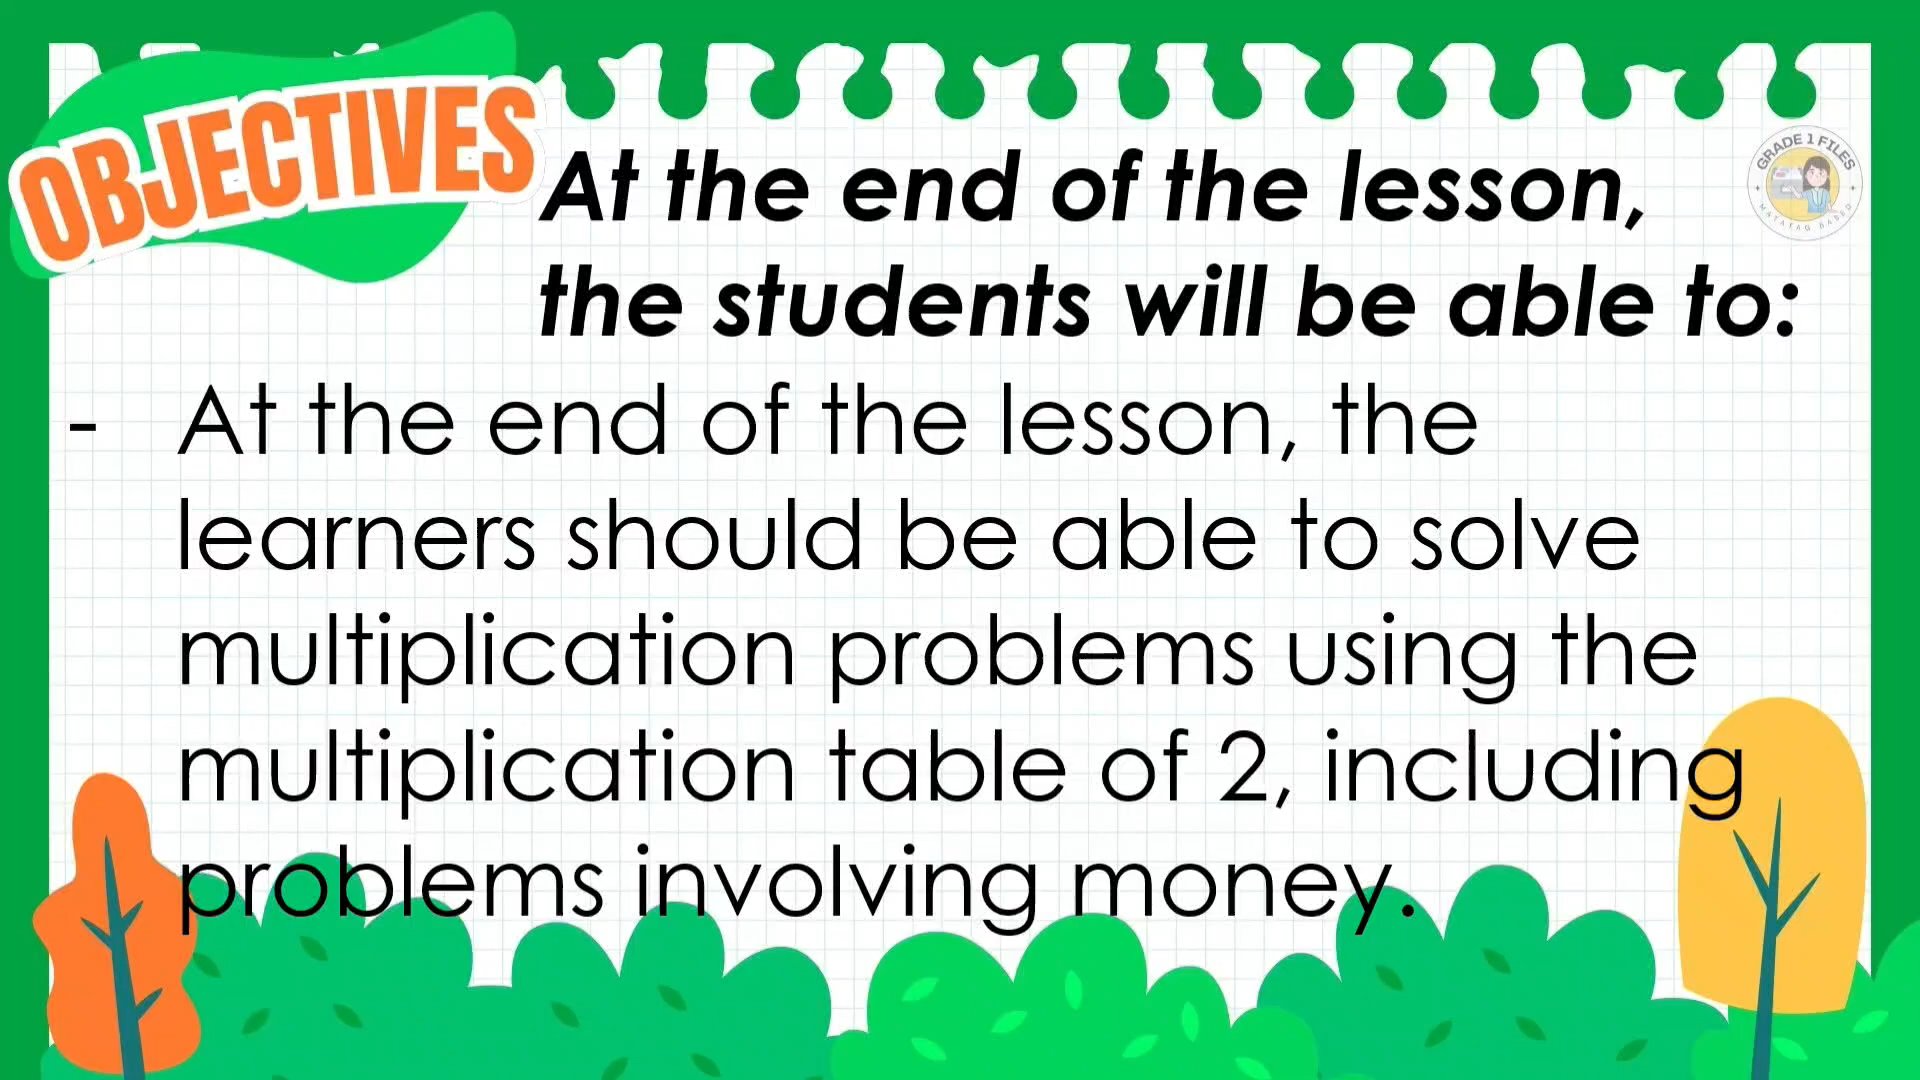 OBJECTIVES
At the end of the lesson,
the students will be able to:
- At the end of the lesson, the
learners should be able to solve
multiplication problems using the
multiplication table of 2, including
problems involving money.
GRADE 1 FILES